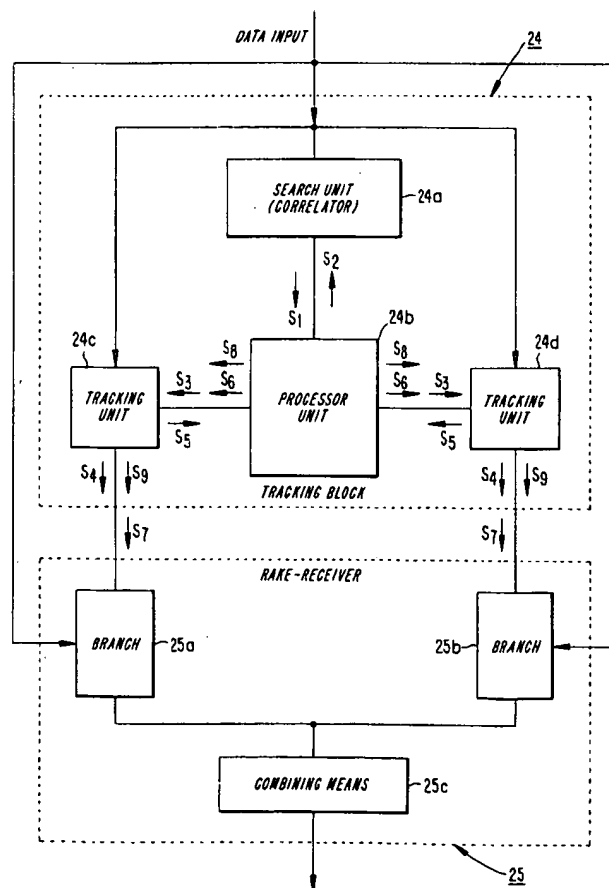 DATA INPUT
24
SEARCH UNIT
(CORRELATOR)
24a
S2
S1
24b
24c
S8
S8
24d
S3
S6
S6
S3
TRACKING
UNIT
PROCESSOR
UNIT
TRACKING
UNIT
S5
S5
S4
S9
S4
S9
TRACKING BLOCK
S7
S7
RAKE-RECEIVER
BRANCH
25a
25b
BRANCH
COMBINING MEANS
25c
25